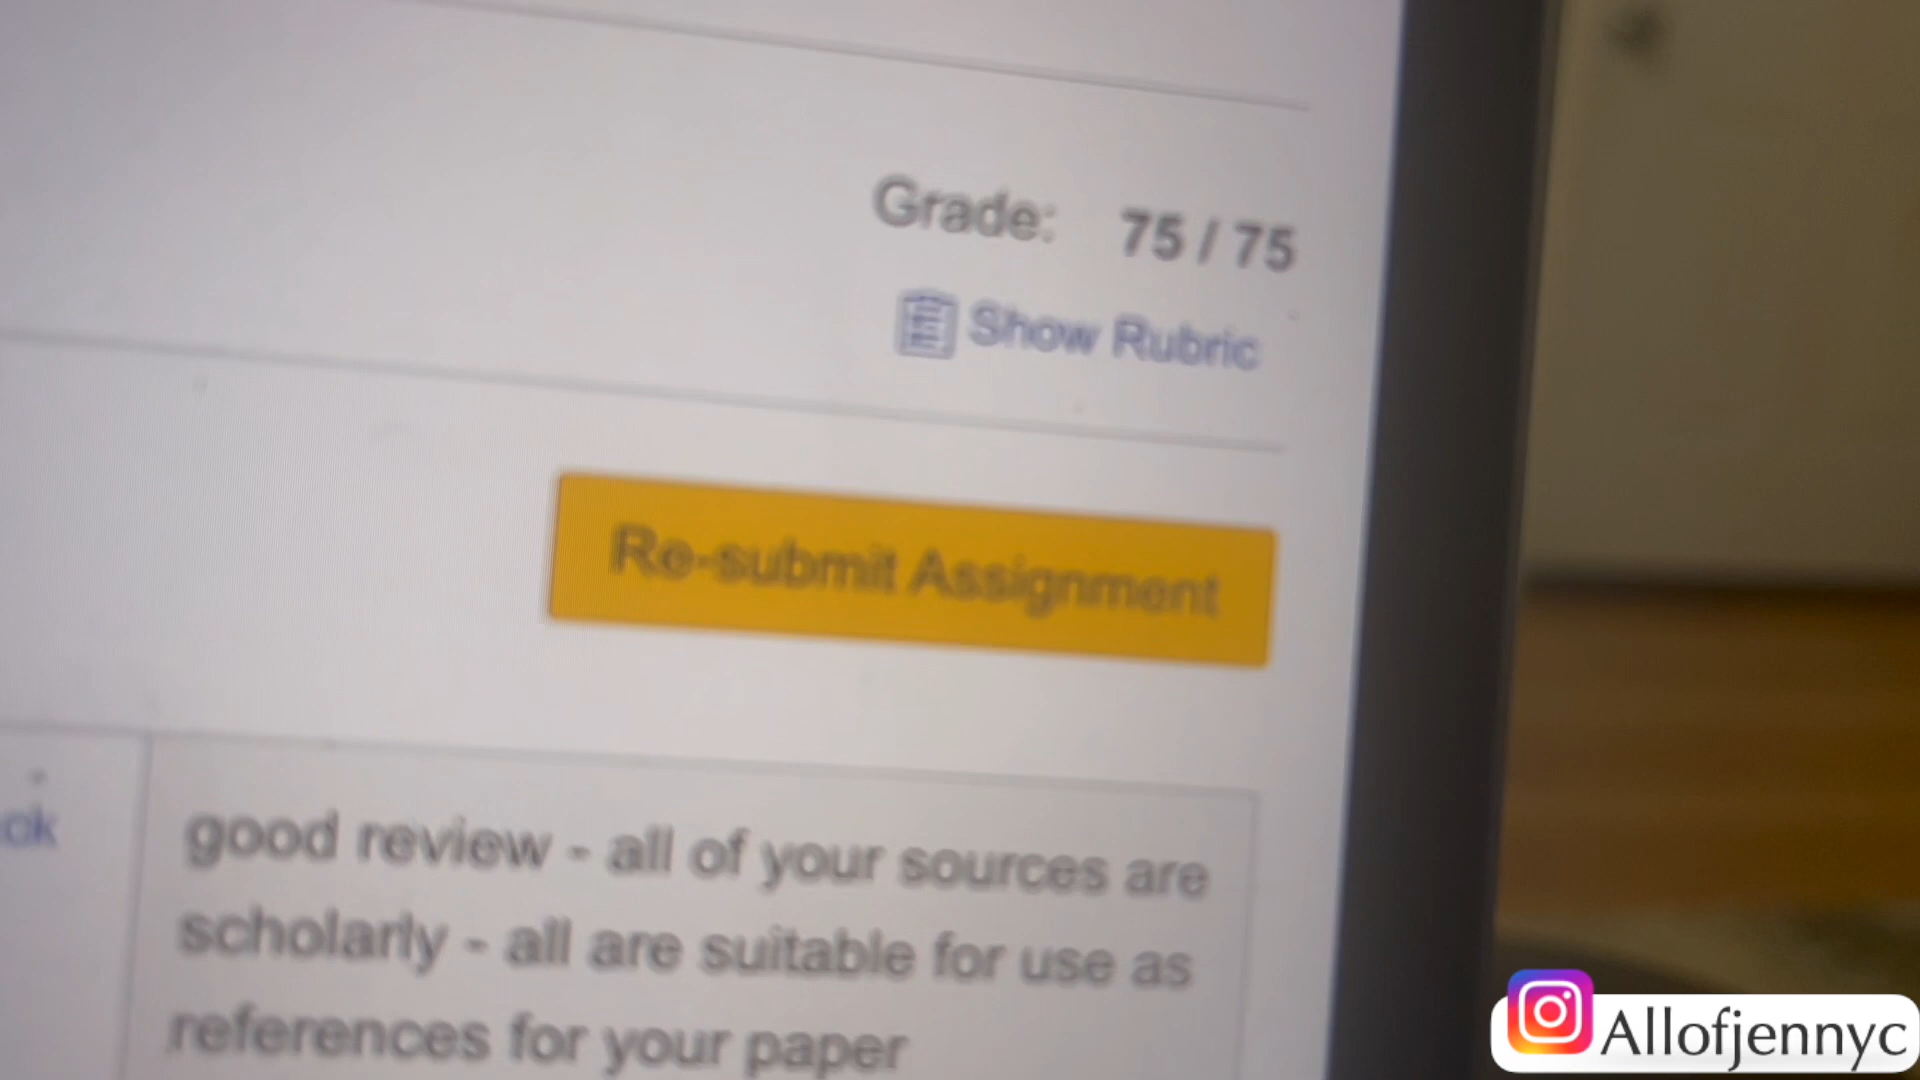 Grade: 75 / 75
Show Rubric
Re-submit Assignment
good review - all of your sources are
scholarly - all are suitable for use as
references for your paper
Allofjennyc